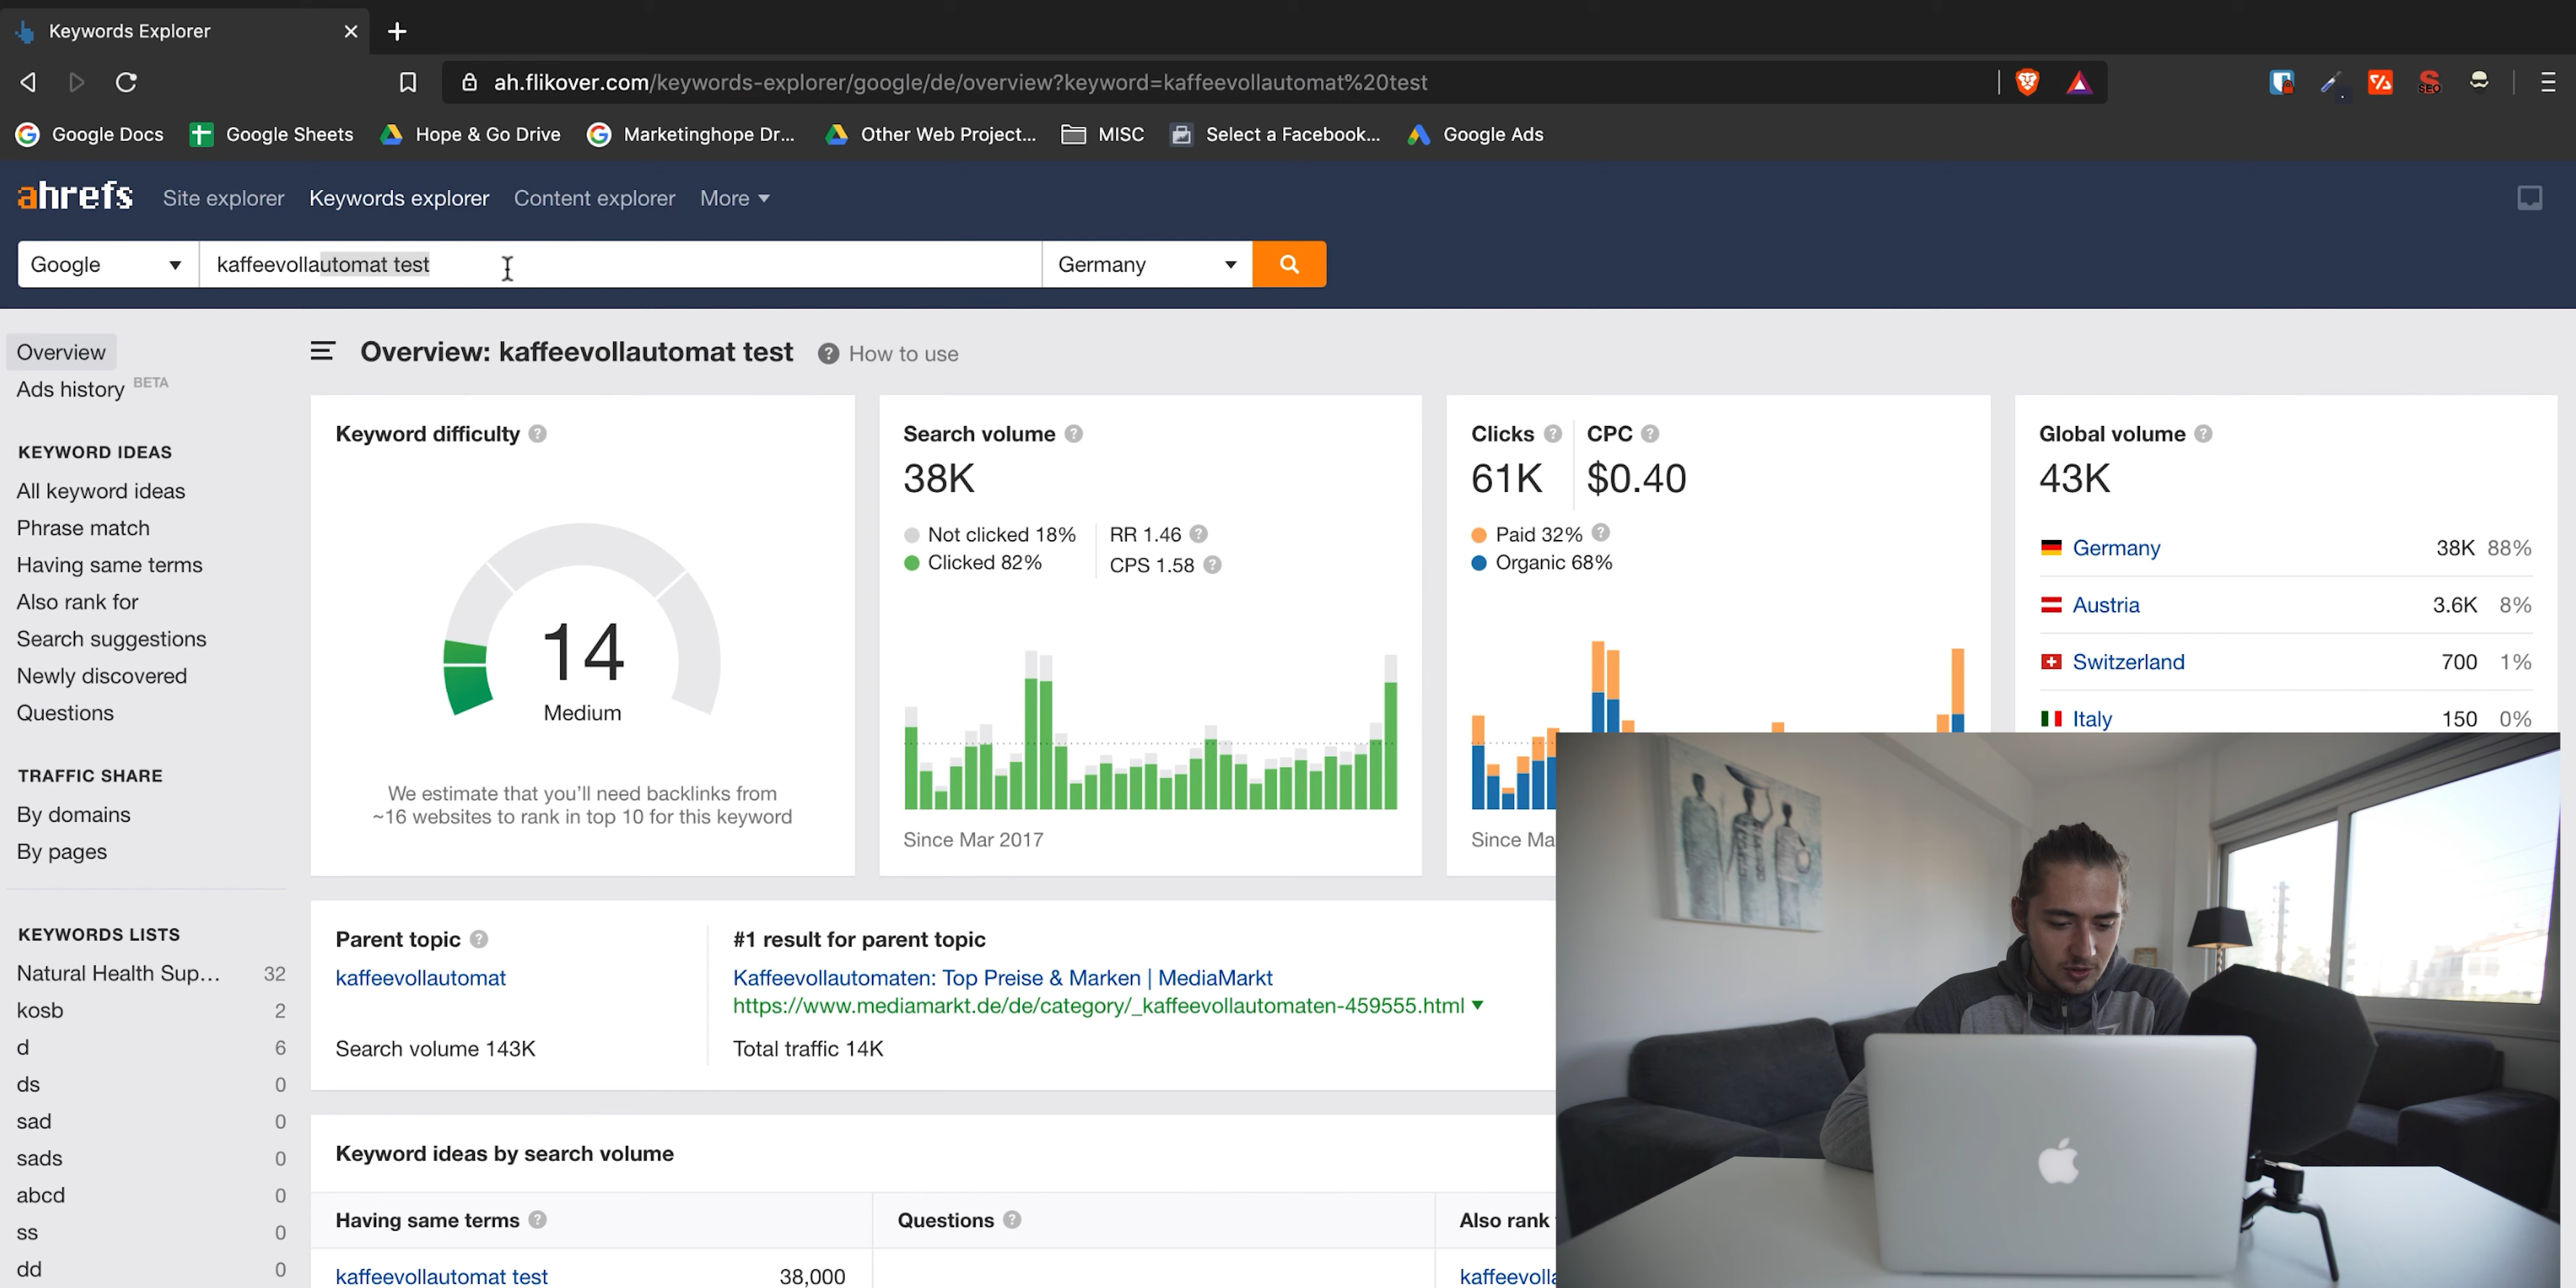 Keywords Explorer
ah.flikover.com/keywords-explorer/google/de/overview?keyword=kaffeevollautomat%20test
SEO
Google Docs Google Sheets Hope & Go Drive Marketinghope Dr... Other Web Project... MISC Select a Facebook... Google Ads
ahrefs Site explorer Keywords explorer Content explorer More
Google kaffeevollautomat test Germany
Overview
Ads history BETA
KEYWORD IDEAS
All keyword ideas
Phrase match
Having same terms
Also rank for
Search suggestions
Newly discovered
Questions
TRAFFIC SHARE
By domains
By pages
KEYWORDS LISTS
Natural Health Sup... 32
kosb 2
d 6
ds 0
sad 0
sads 0
abcd 0
ss 0
dd 0
Overview: kaffeevollautomat test ? How to use
Keyword difficulty ?
14
Medium
We estimate that you'll need backlinks from
~16 websites to rank in top 10 for this keyword
Search volume ?
38K
Not clicked 18% RR 1.46 ?
Clicked 82% CPS 1.58 ?
Since Mar 2017
Clicks ? CPC ?
61K $0.40
Paid 32% ?
Organic 68%
Since Ma
Global volume ?
43K
Germany 38K 88%
Austria 3.6K 8%
Switzerland 700 1%
Italy 150 0%
Parent topic ?
kaffeevollautomat
Search volume 143K
#1 result for parent topic
Kaffeevollautomaten: Top Preise & Marken | MediaMarkt
https://www.mediamarkt.de/de/category/_kaffeevollautomaten-459555.html
Total traffic 14K
Keyword ideas by search volume
Having same terms ? Questions ? Also rank
kaffeevollautomat test 38,000 kaffeevolla